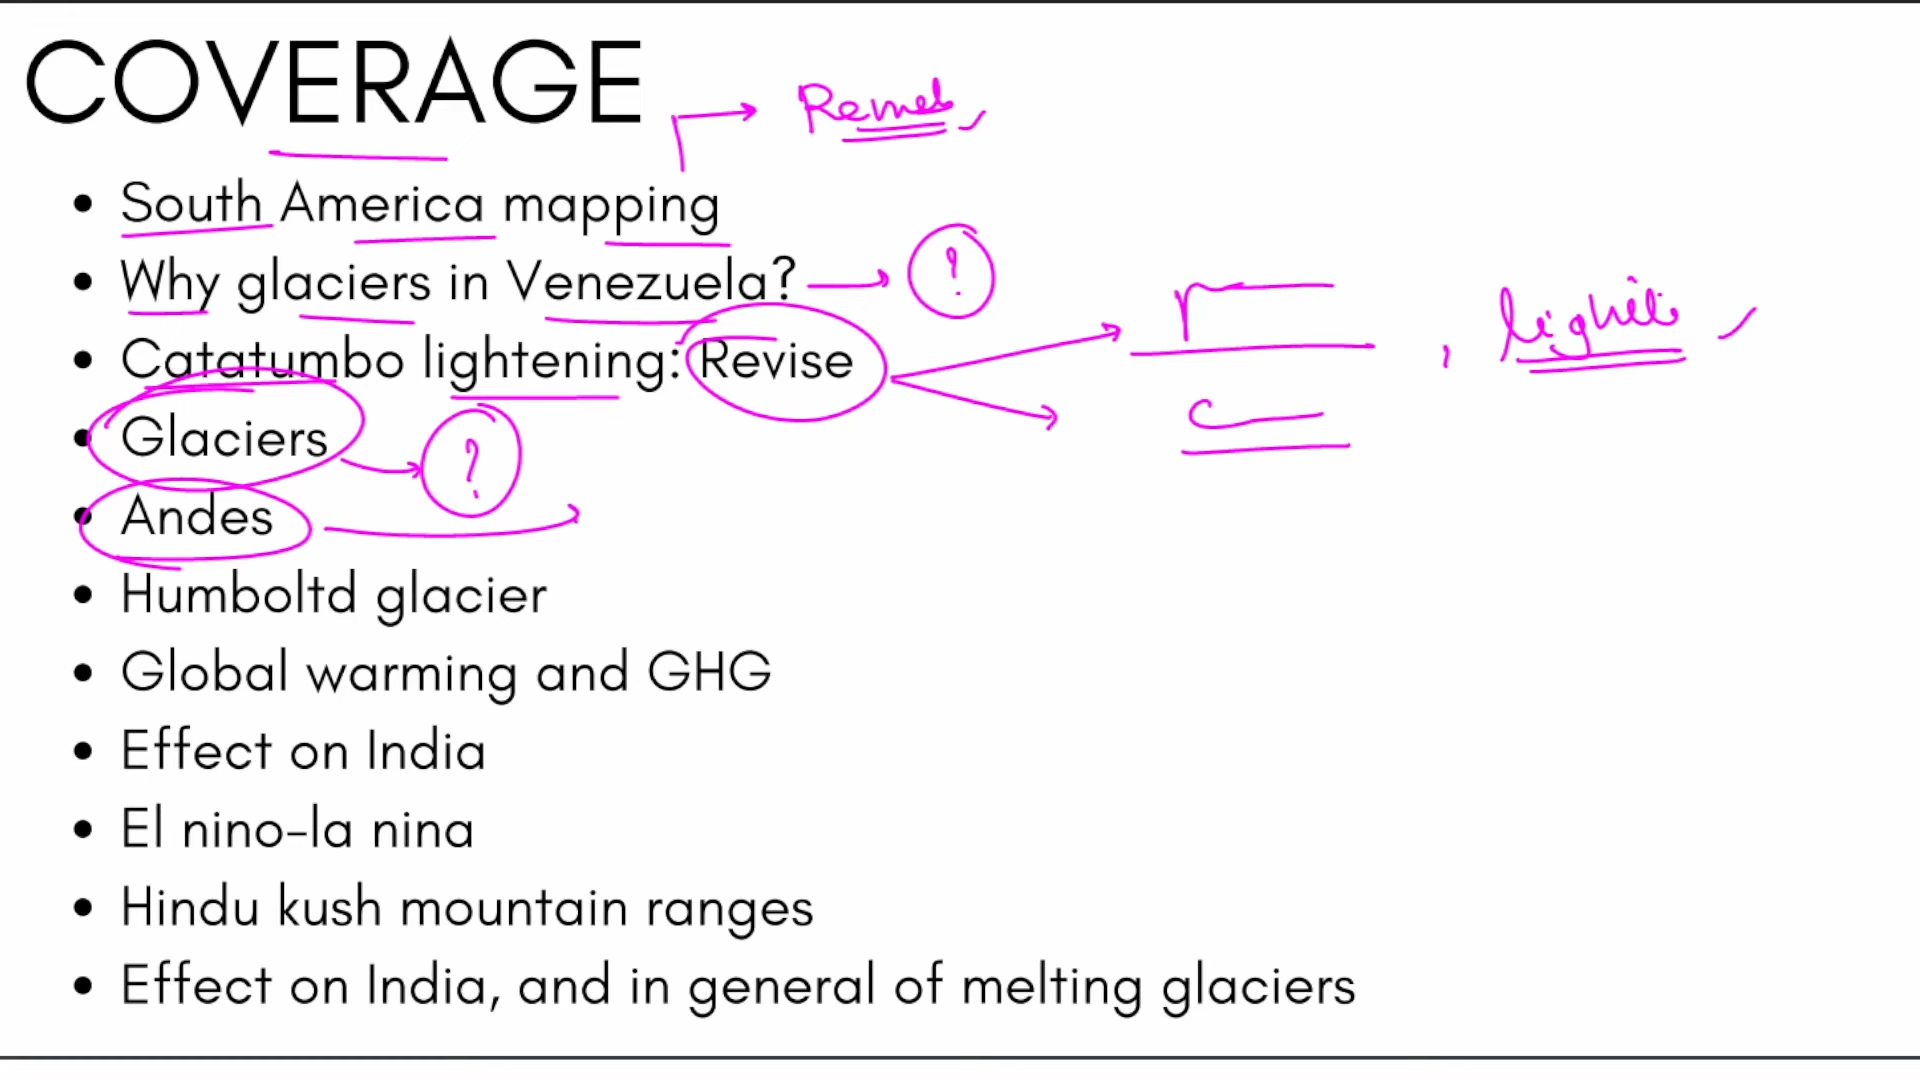 COVERAGE
• South America mapping
• Why glaciers in Venezuela? ?
• Catatumbo lightening: Revise
• Glaciers ?
• Andes
• Humboltd glacier
• Global warming and GHG
• Effect on India
• El nino-la nina
• Hindu kush mountain ranges
• Effect on India, and in general of melting glaciers